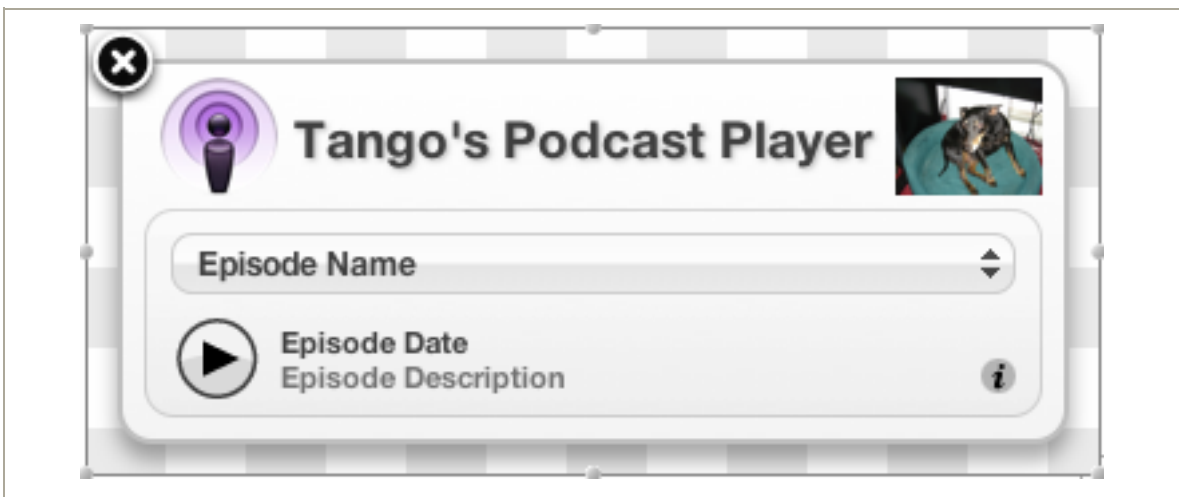 Tango's Podcast Player
Episode Name
Episode Date
Episode Description
i